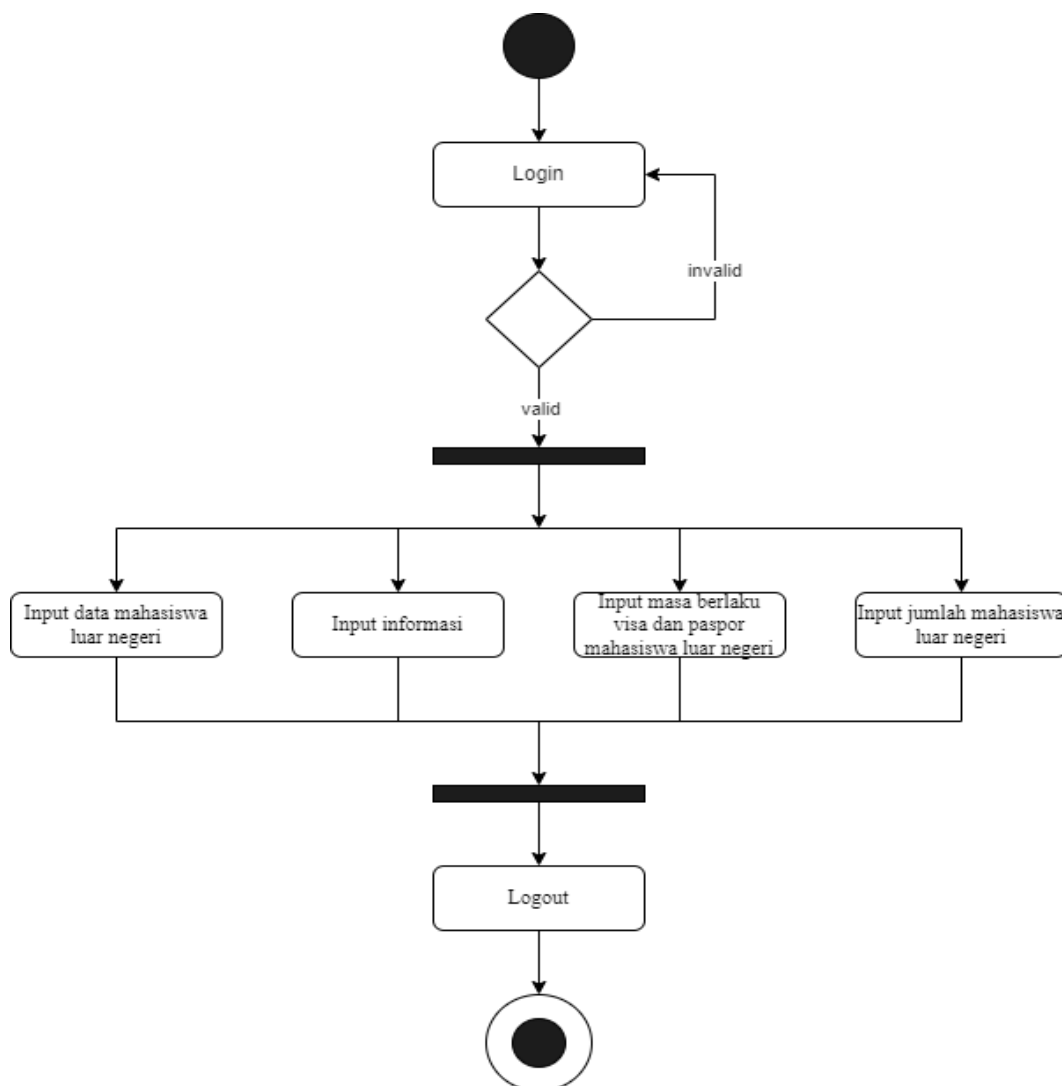 Login
invalid
valid
Input data mahasiswa
luar negeri
Input informasi
Input masa berlaku
visa dan paspor
mahasiswa luar negeri
Input jumlah mahasiswa
luar negeri
Logout